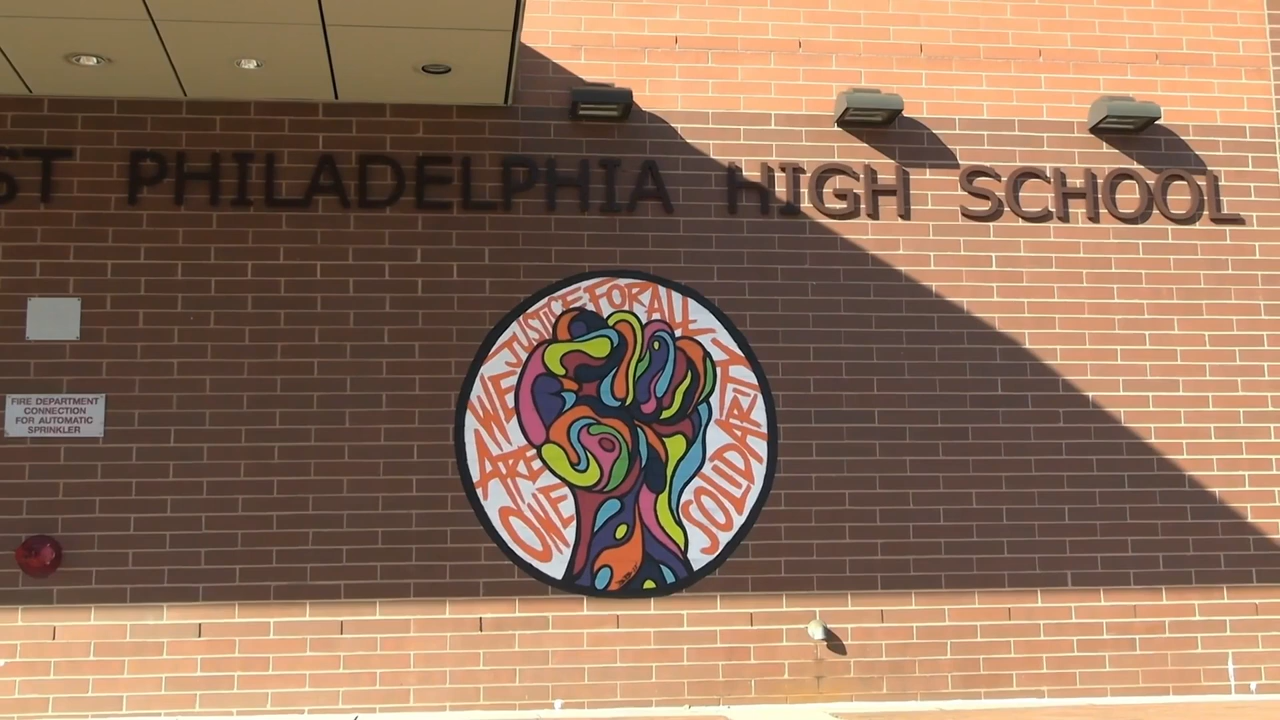 ST PHILADELPHIA HIGH SCHOOL
JUSTICE FOR ALL
WE
ARE
ONE
SOLIDARITY
FIRE DEPARTMENT
CONNECTION
FOR AUTOMATIC
SPRINKLER